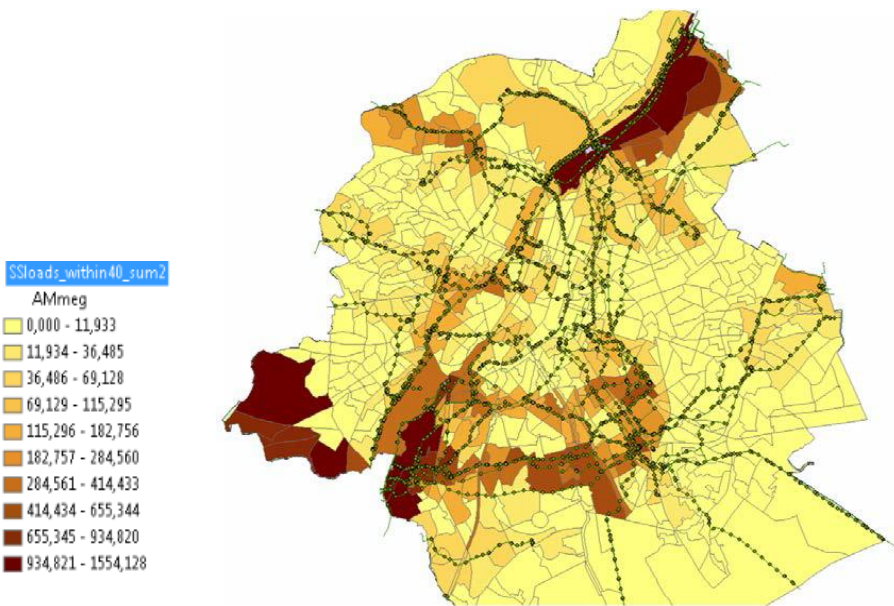 SSloads_within40_sum2
AMmeg
0,000 - 11,933
11,934 - 36,485
36,486 - 69,128
69,129 - 115,295
115,296 - 182,756
182,757 - 284,560
284,561 - 414,433
414,434 - 655,344
655,345 - 934,820
934,821 - 1554,128